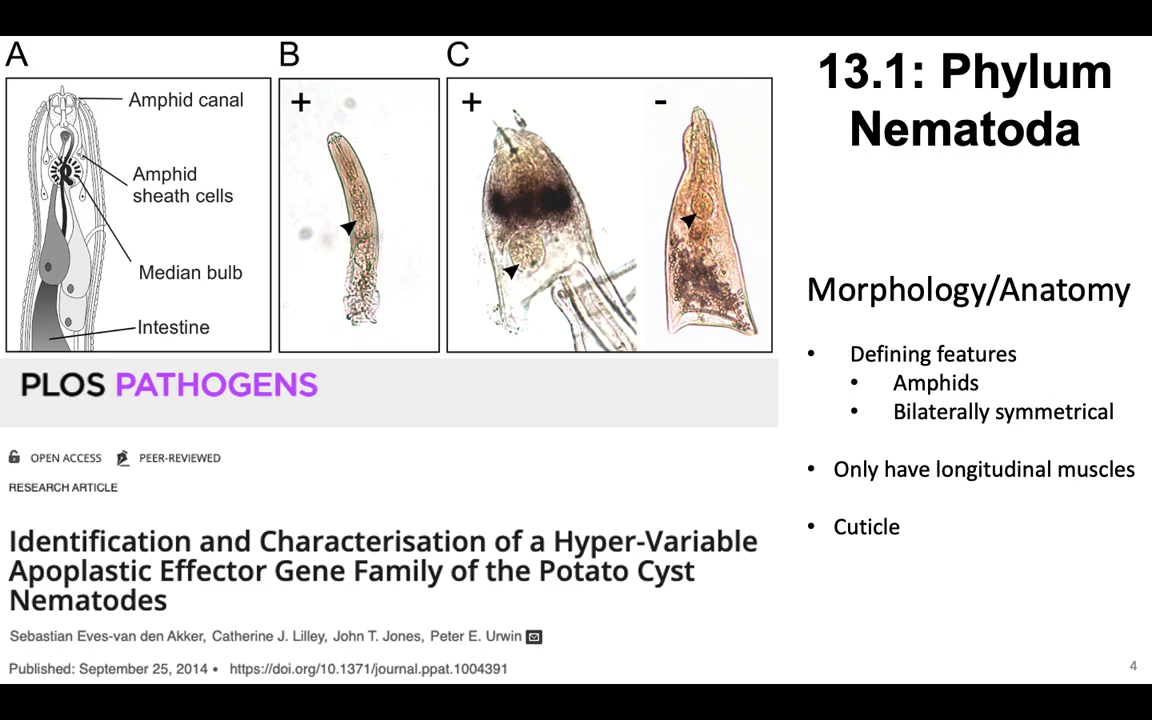 A
B
C
Amphid canal
Amphid
sheath cells
Median bulb
Intestine
+
+
-
13.1: Phylum
Nematoda
Morphology/Anatomy
• Defining features
• Amphids
• Bilaterally symmetrical
• Only have longitudinal muscles
• Cuticle
PLOS PATHOGENS
OPEN ACCESS PEER-REVIEWED
RESEARCH ARTICLE
Identification and Characterisation of a Hyper-Variable
Apoplastic Effector Gene Family of the Potato Cyst
Nematodes
Sebastian Eves-van den Akker, Catherine J. Lilley, John T. Jones, Peter E. Urwin
Published: September 25, 2014 • https://doi.org/10.1371/journal.ppat.1004391
4